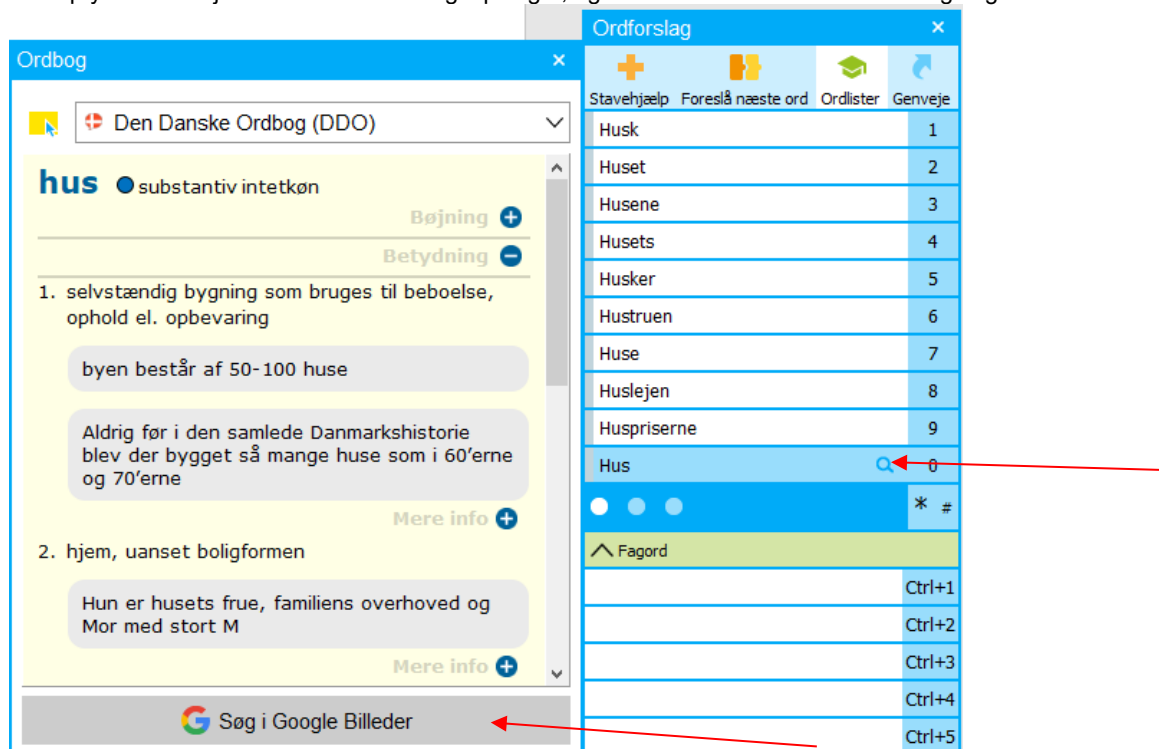 Ordbog
Den Danske Ordbog (DDO)
hus substantiv intetkøn
Bøjning
Betydning
1. selvstændig bygning som bruges til beboelse,
ophold el. opbevaring
byen består af 50-100 huse
Aldrig før i den samlede Danmarkshistorie
blev der bygget så mange huse som i 60’erne
og 70’erne
Mere info
2. hjem, uanset boligformen
Hun er husets frue, familiens overhoved og
Mor med stort M
Mere info
Søg i Google Billeder
Ordforslag
Stavehjælp Foreslå næste ord Ordlister Genveje
Husk 1
Huset 2
Husene 3
Husets 4
Husker 5
Hustruen 6
Huse 7
Huslejen 8
Huspriserne 9
Hus 0
* #
Fagord
Ctrl+1
Ctrl+2
Ctrl+3
Ctrl+4
Ctrl+5